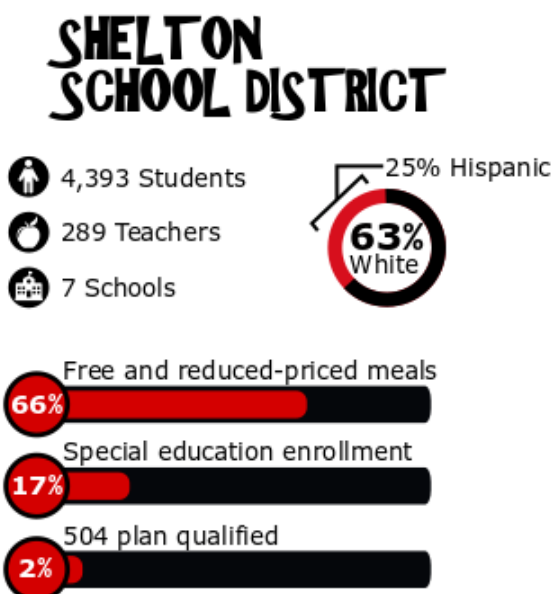 SHELTON
SCHOOL DISTRICT
4,393 Students
289 Teachers
7 Schools
25% Hispanic
63%
White
Free and reduced-priced meals
66%
Special education enrollment
17%
504 plan qualified
2%